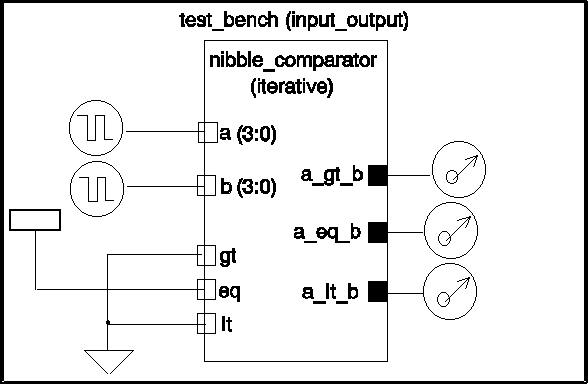 test_bench (input_output)
nibble_comparator
(iterative)
a (3:0)
b (3:0)
a_gt_b
a_eq_b
gt
eq
a_lt_b
lt